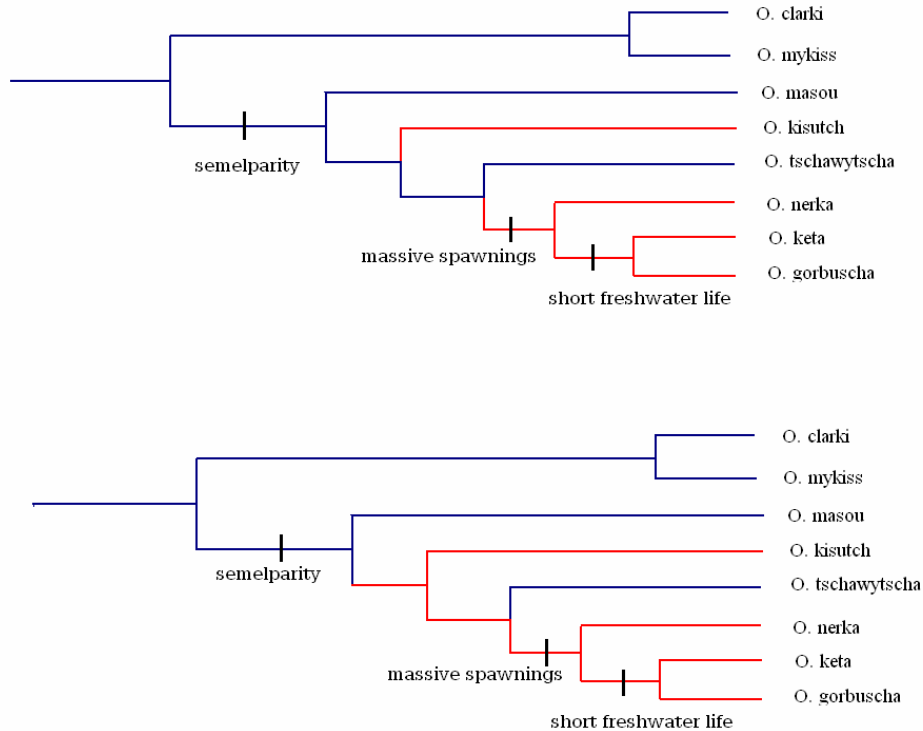 O. clarki
O. mykiss
O. masou
O. kisutch
semelparity
O. tschawytscha
O. nerka
O. keta
massive spawnings
O. gorbuscha
short freshwater life
O. clarki
O. mykiss
O. masou
O. kisutch
semelparity
O. tschawytscha
O. nerka
O. keta
massive spawnings
O. gorbuscha
short freshwater life